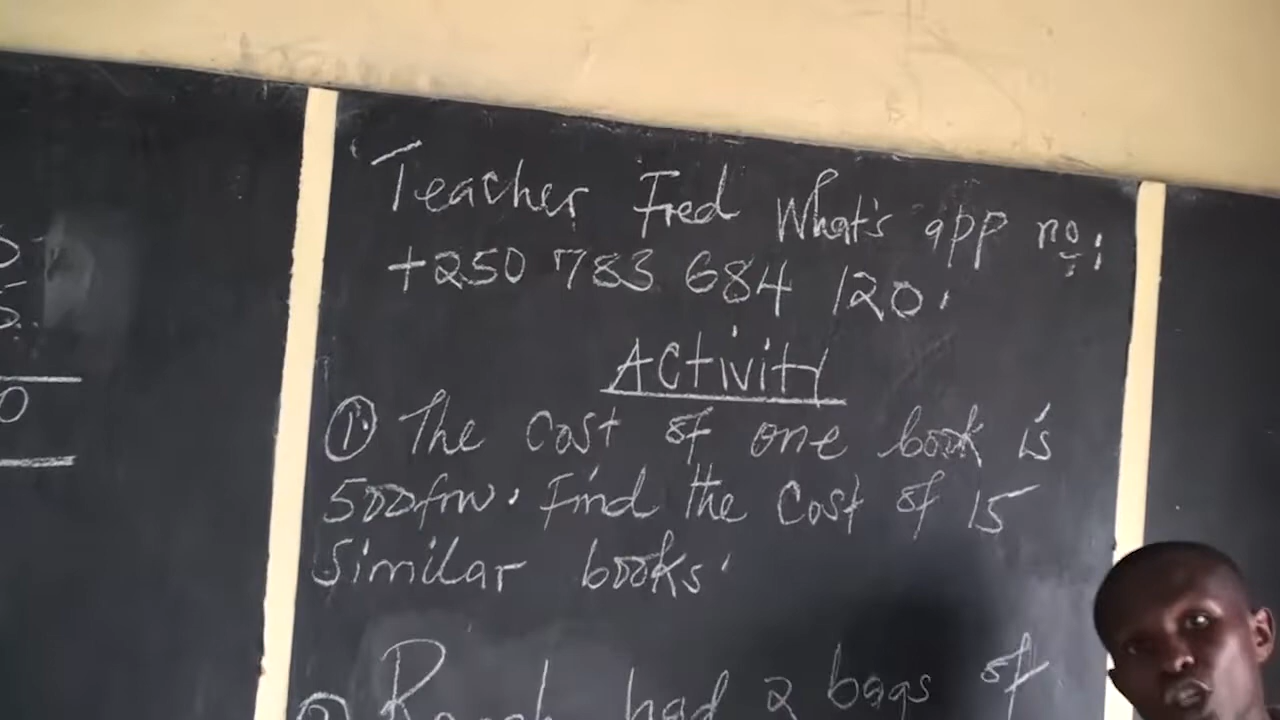 Teacher Fred What's app no:
+250 783 684 120.
ACTIVITY
① The cost of one book is
500frw. Find the cost of 15
Similar books.
had 2 bags of
0